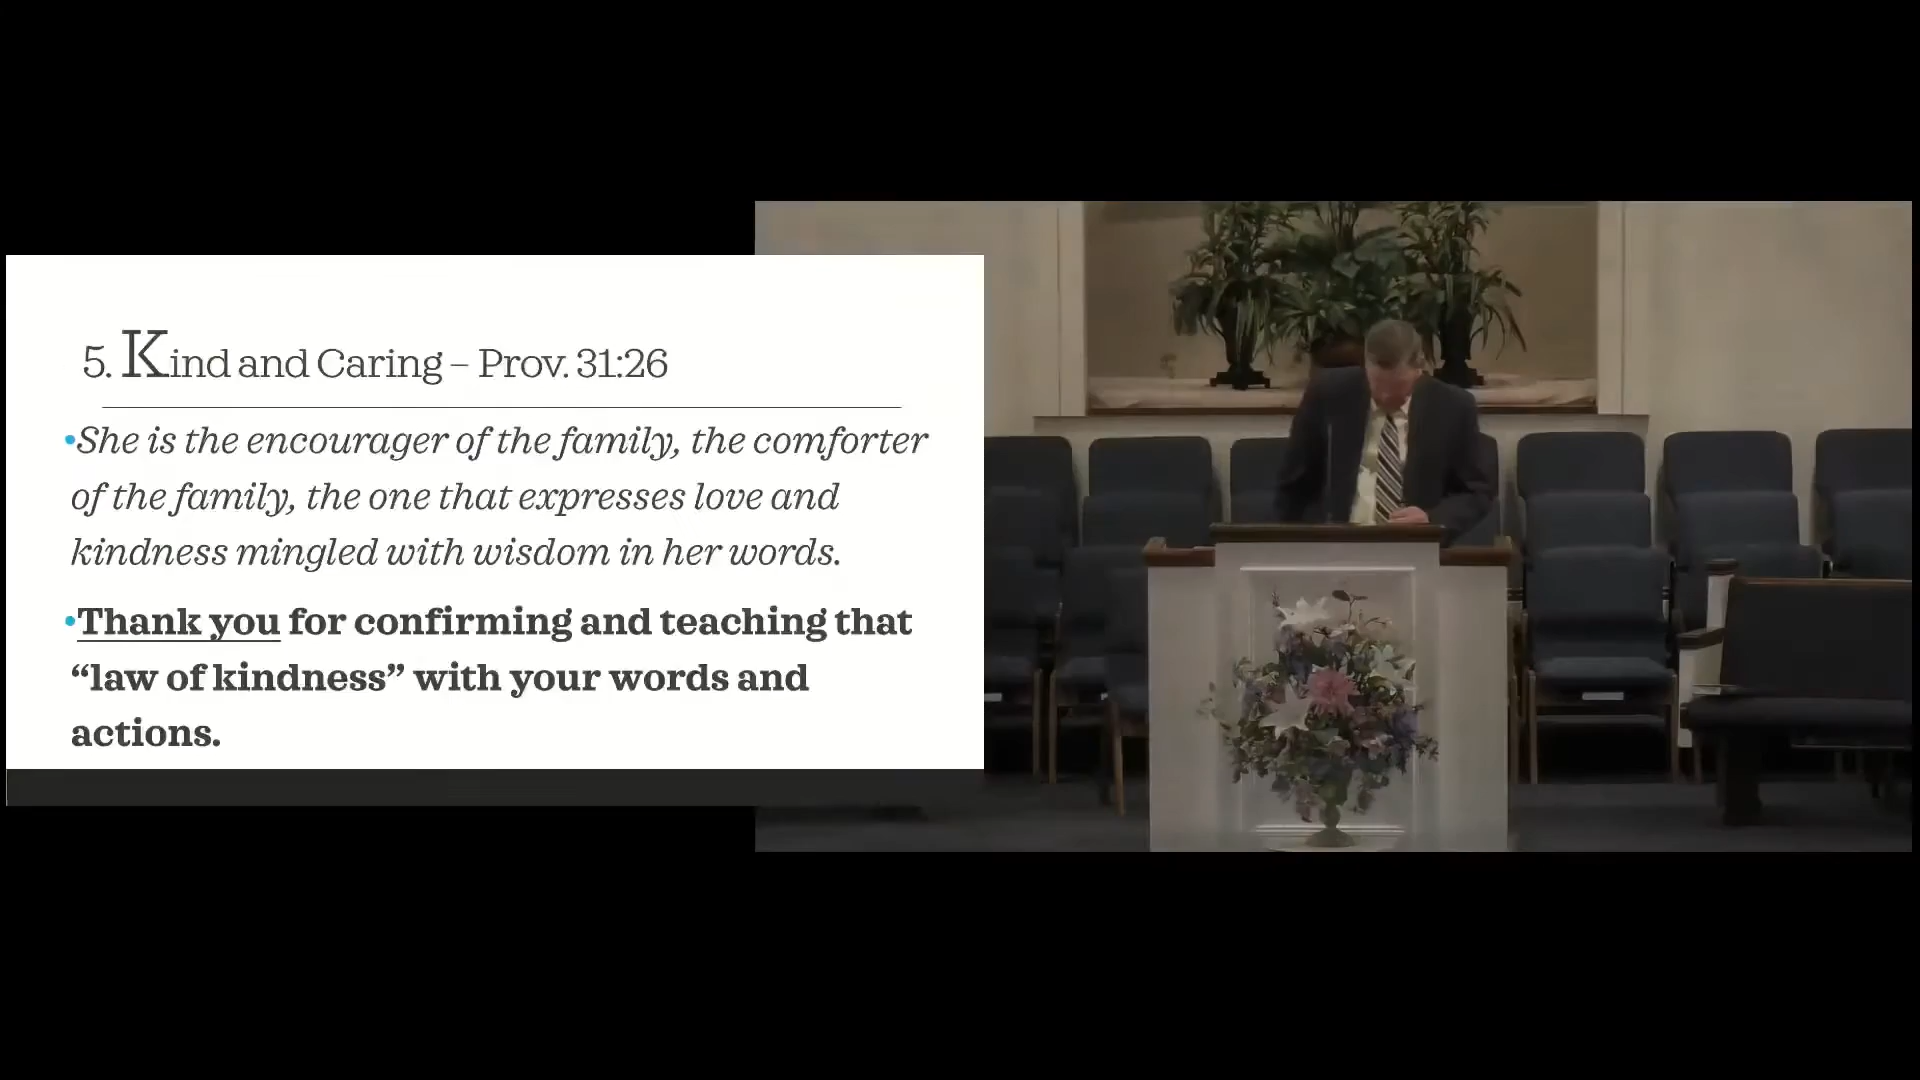 5. Kind and Caring – Prov. 31:26
•She is the encourager of the family, the comforter
of the family, the one that expresses love and
kindness mingled with wisdom in her words.
•Thank you for confirming and teaching that
“law of kindness” with your words and
actions.